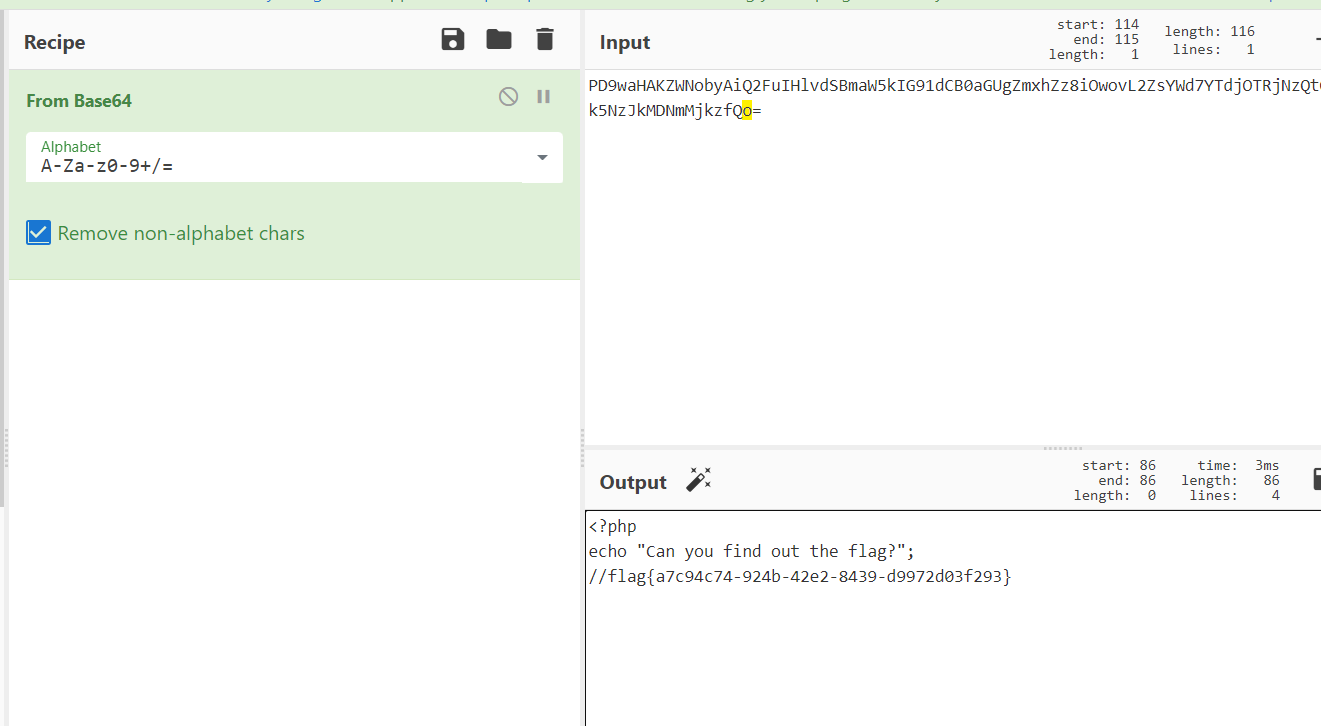 Recipe
From Base64
Alphabet
A-Za-z0-9+/=
Remove non-alphabet chars
Input
start: 114
end: 115
length: 1
length: 116
lines: 1
PD9waHAKZWNobyAiQ2FuIHlvdSBmaW5kIG91dCB0aGUgZmxhZz8iOwovL2ZsYWd7YTdjOTRjNzQt
k5NzJkMDNmMjkzfQo=
Output
start: 86
end: 86
length: 0
time: 3ms
length: 86
lines: 4
<?php
echo "Can you find out the flag?";
//flag{a7c94c74-924b-42e2-8439-d9972d03f293}